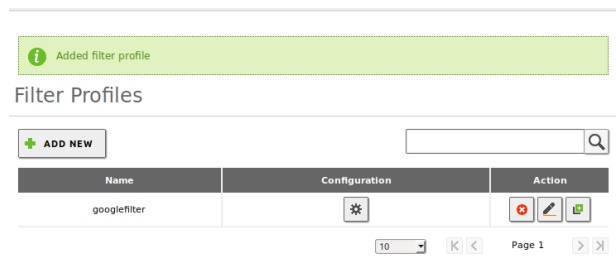 Added filter profile
Filter Profiles
ADD NEW
Name Configuration Action
googlefilter
10 Page 1